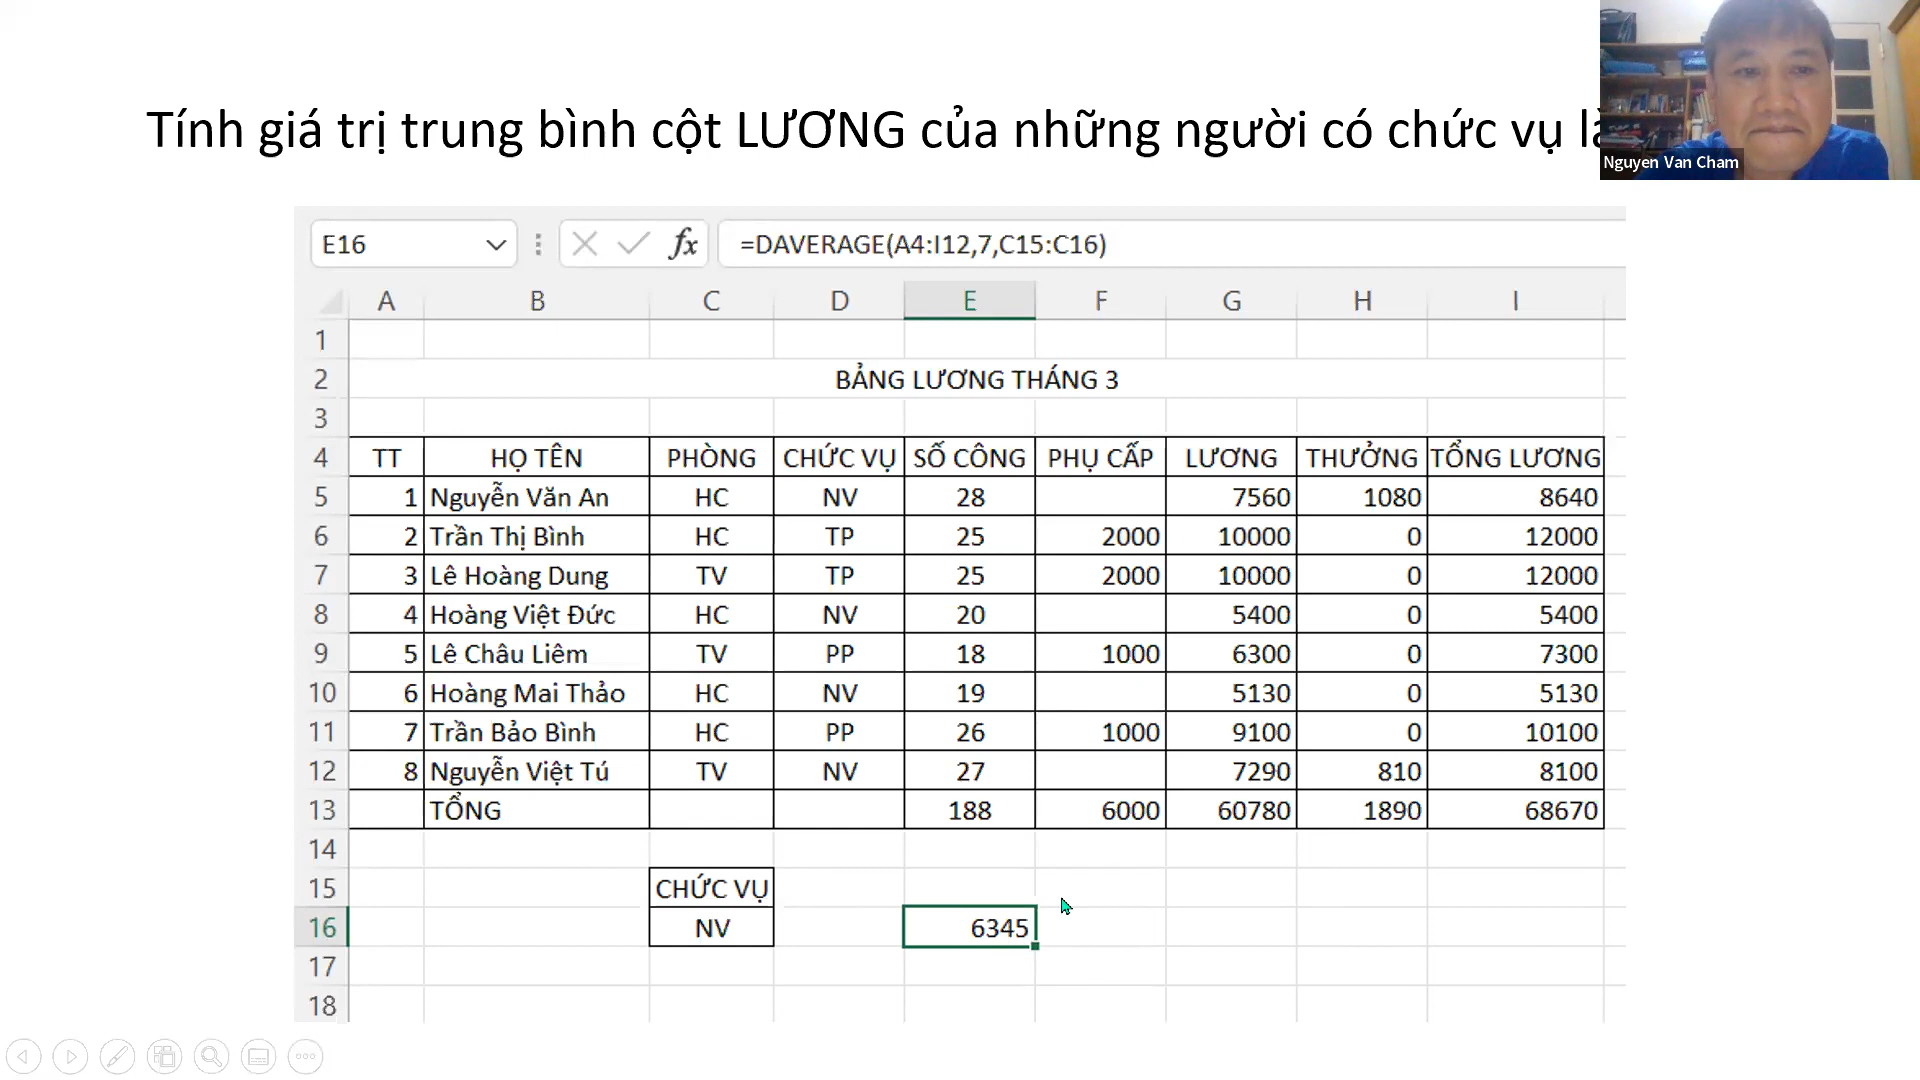 Tính giá trị trung bình cột LƯƠNG của những người có chức vụ
Nguyen Van Cham
E16 fx =DAVERAGE(A4:I12,7,C15:C16)
A B C D E F G H I
1
2 BẢNG LƯƠNG THÁNG 3
3
4 TT HỌ TÊN PHÒNG CHỨC VỤ SỐ CÔNG PHỤ CẤP LƯƠNG THƯỞNG TỔNG LƯƠNG
5 1 Nguyễn Văn An HC NV 28 7560 1080 8640
6 2 Trần Thị Bình HC TP 25 2000 10000 0 12000
7 3 Lê Hoàng Dung TV TP 25 2000 10000 0 12000
8 4 Hoàng Việt Đức HC NV 20 5400 0 5400
9 5 Lê Châu Liêm TV PP 18 1000 6300 0 7300
10 6 Hoàng Mai Thảo HC NV 19 5130 0 5130
11 7 Trần Bảo Bình HC PP 26 1000 9100 0 10100
12 8 Nguyễn Việt Tú TV NV 27 7290 810 8100
13 TỔNG 188 6000 60780 1890 68670
14
15 CHỨC VỤ
16 NV 6345
17
18